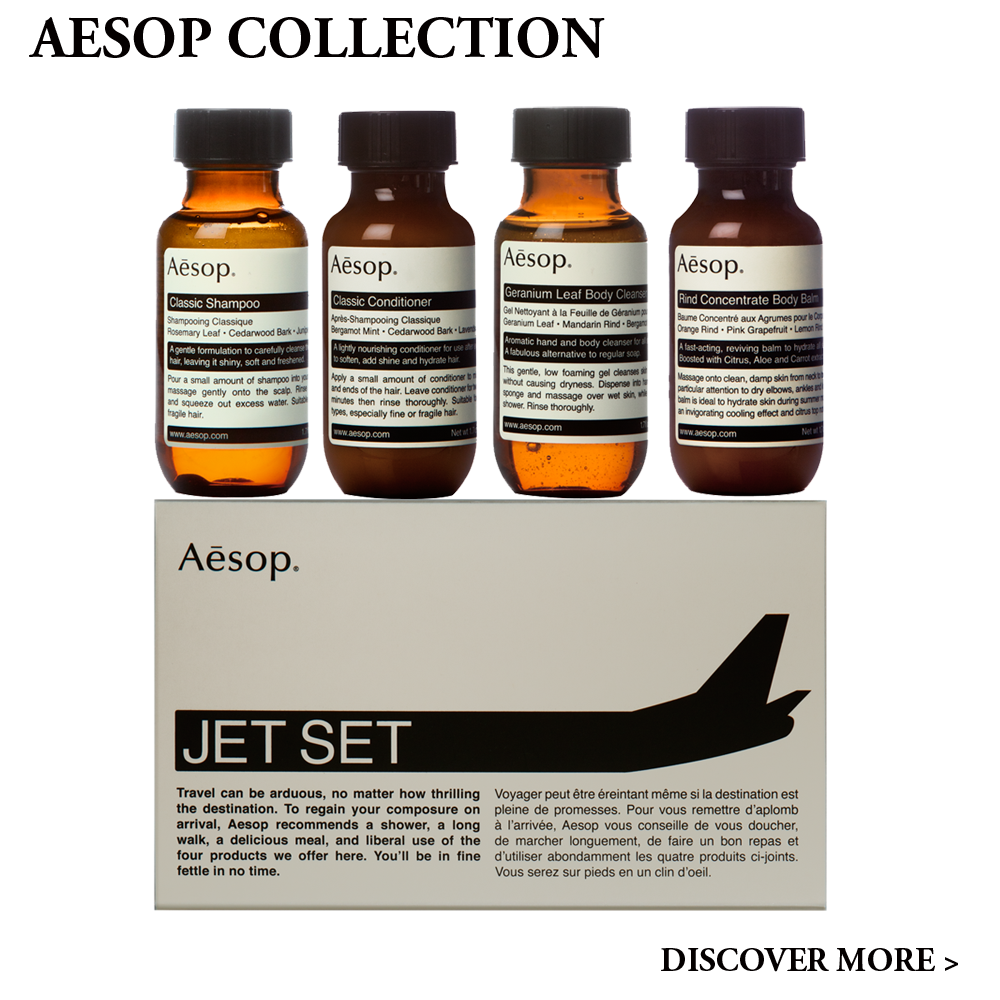 AESOP COLLECTION
Aēsop.
Classic Shampoo
Shampooing Classique
Rosemary Leaf • Cedarwood Bark •
A gentle formulation to carefully cleanse
hair, leaving it shiny, soft and freshened.
Pour a small amount of shampoo into
massage gently onto the scalp.
and squeeze out excess water.
fragile hair.
www.aesop.com
Aēsop.
Classic Conditioner
Après-Shampooing Classique
Bergamot Mint • Cedarwood Bark •
A lightly nourishing conditioner for use
to soften, add shine and hydrate hair.
Apply a small amount of conditioner to
and ends of the hair. Leave conditioner for
minutes then rinse thoroughly.
types, especially fine or fragile hair.
www.aesop.com
Net wt
Aēsop.
Geranium Leaf Body Cleanser
Gel Nettoyant à la Feuille de Géranium
Geranium Leaf • Mandarin Rind •
Aromatic hand and body cleanser for
A fabulous alternative to regular soap.
This gentle, low foaming gel cleanses
without causing dryness. Dispense into
sponge and massage over wet skin,
shower. Rinse thoroughly.
www.aesop.com
Aēsop.
Rind Concentrate Body Balm
Baume Concentré aux Agrumes pour le
Orange Rind • Pink Grapefruit • Lemon
A fast-acting, reviving balm to hydrate
Boosted with Citrus, Aloe and Carrot
Massage onto clean, damp skin from neck to
particular attention to dry elbows, ankles
balm is ideal to hydrate skin during summer
an invigorating cooling effect and citrus top
www.aesop.com
Net
Aēsop.®
JET SET
Travel can be arduous, no matter how thrilling
the destination. To regain your composure on
arrival, Aesop recommends a shower, a long
walk, a delicious meal, and liberal use of the
four products we offer here. You'll be in fine
fettle in no time.
Voyager peut être éreintant même si la destination est
pleine de promesses. Pour vous remettre d'aplomb
à l'arrivée, Aesop vous conseille de vous doucher,
de marcher longuement, de faire un bon repas et
d'utiliser abondamment les quatre produits ci-joints.
Vous serez sur pieds en un clin d'oeil.
DISCOVER MORE >